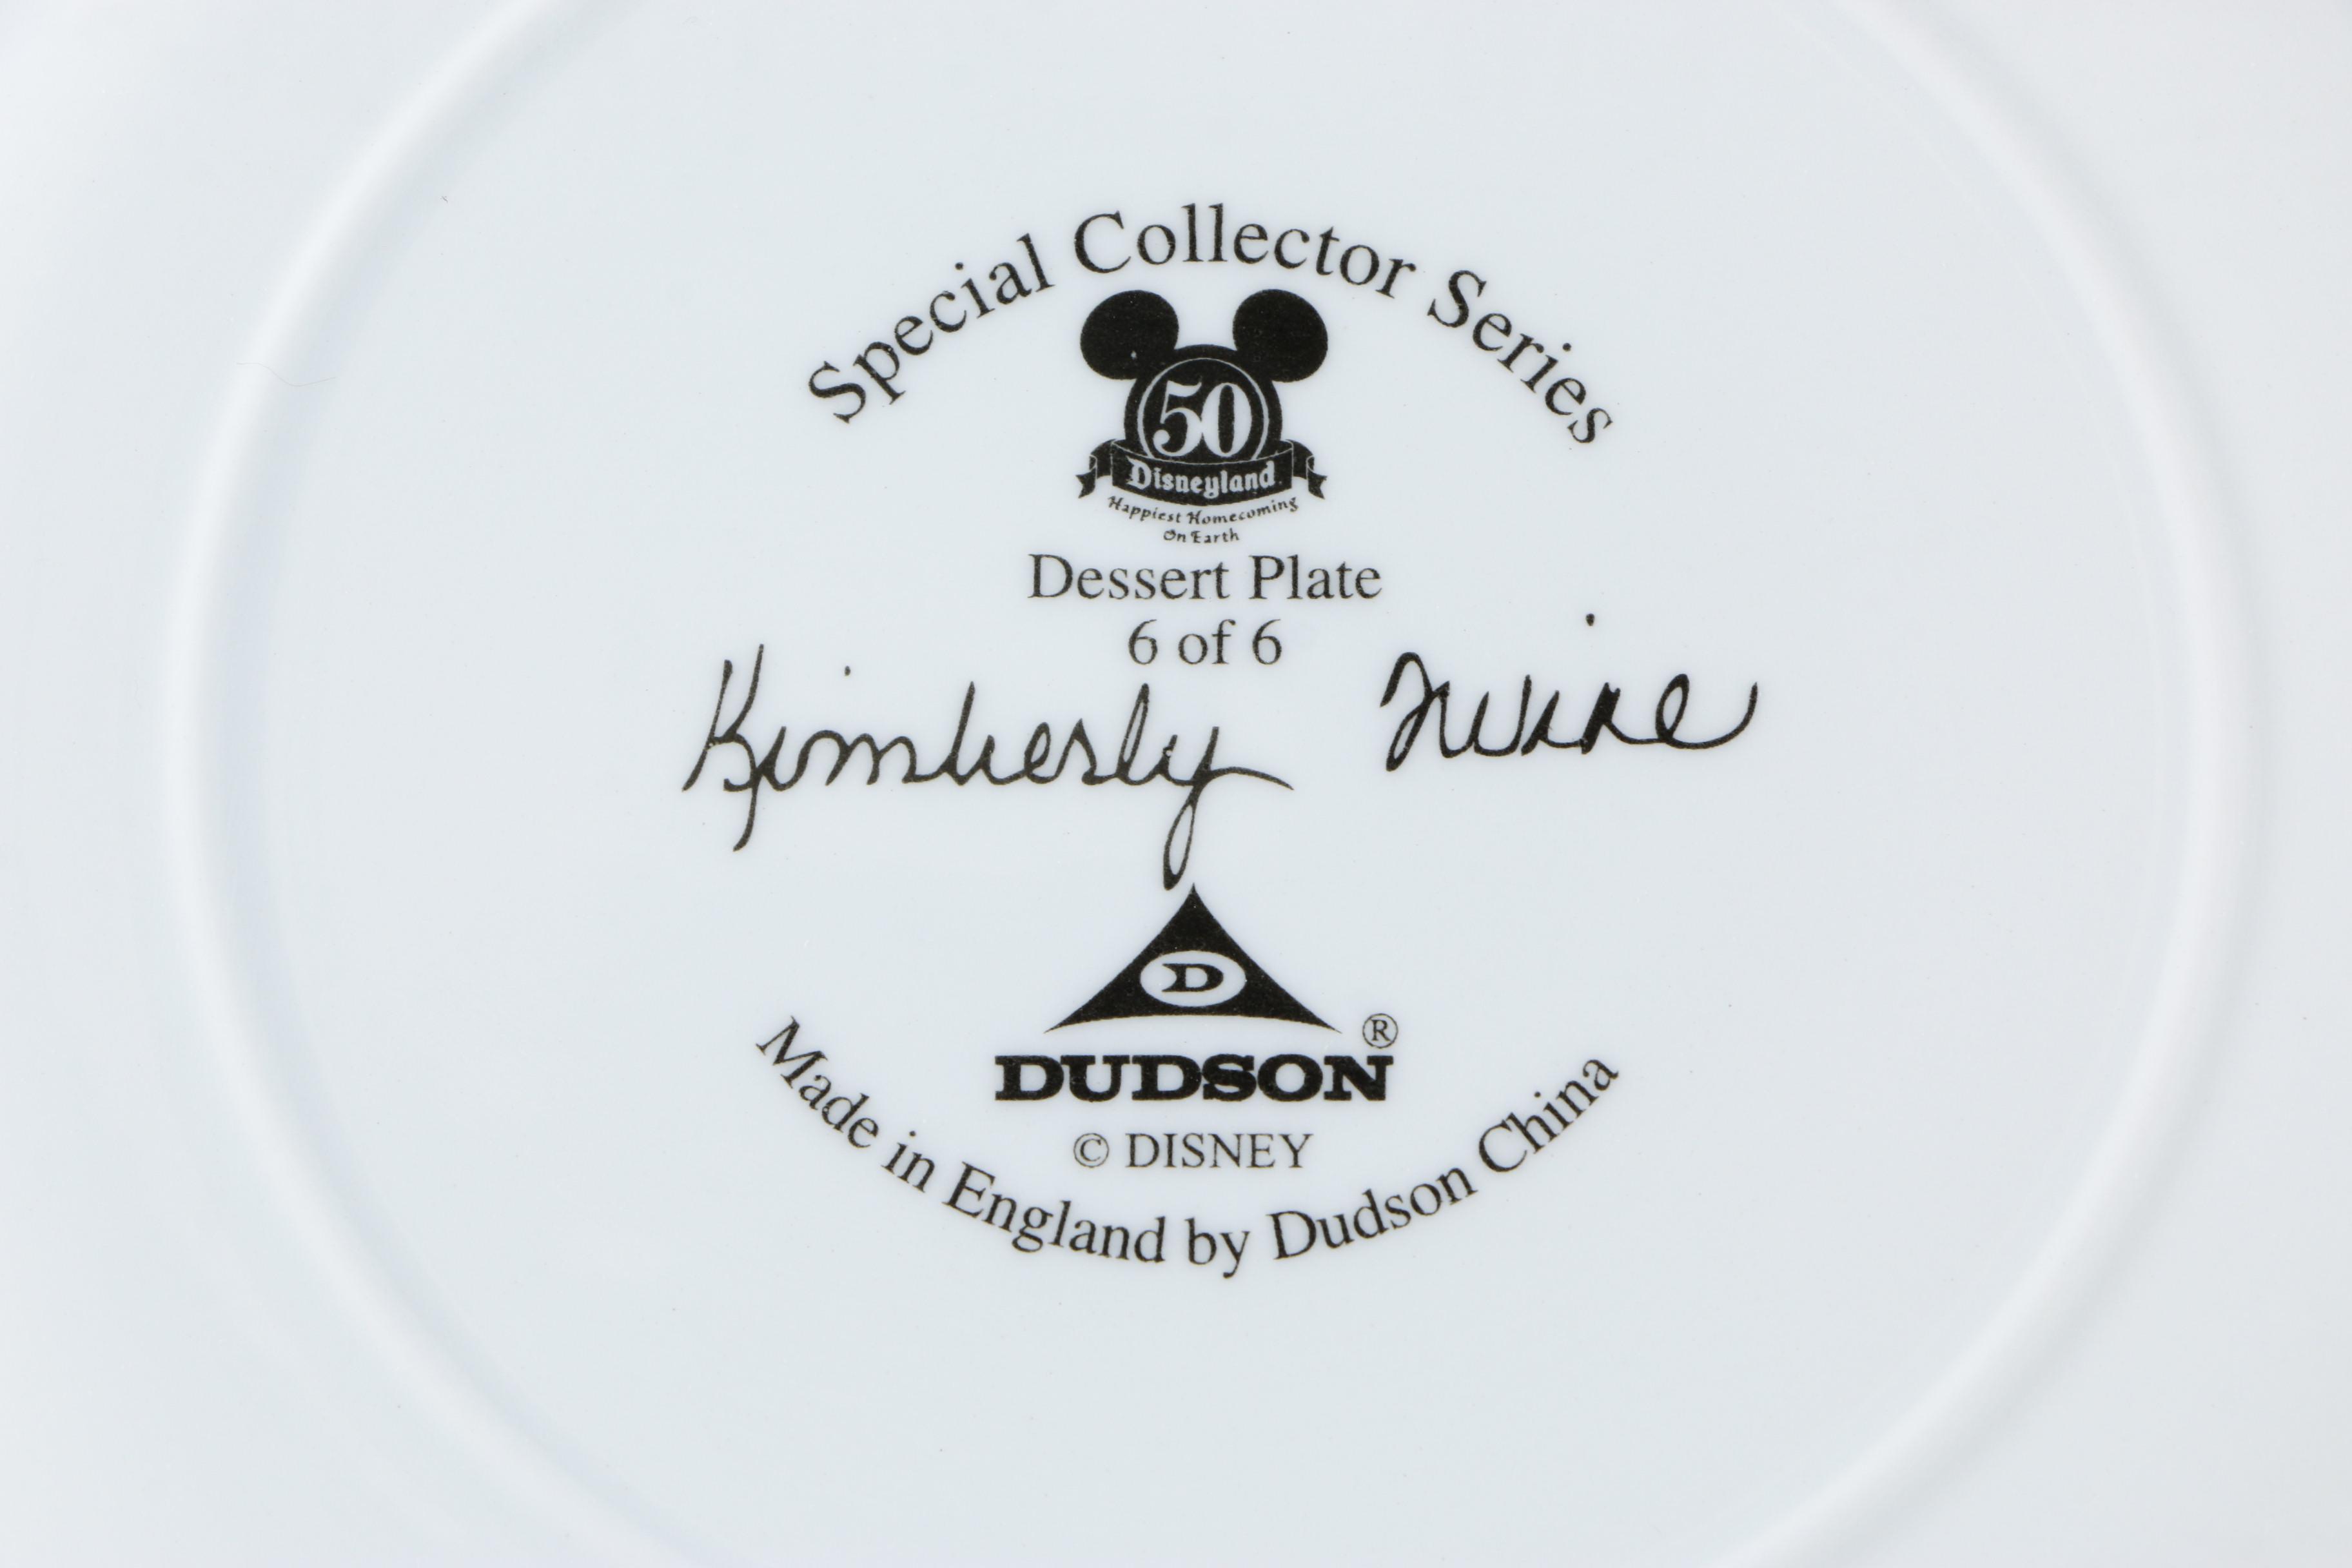 Special Collector Series
50
Disneyland
Happiest Homecoming
On Earth
Dessert Plate
6 of 6
Kimberly Irvine
D
DUDSON®
© DISNEY
Made in England by Dudson China